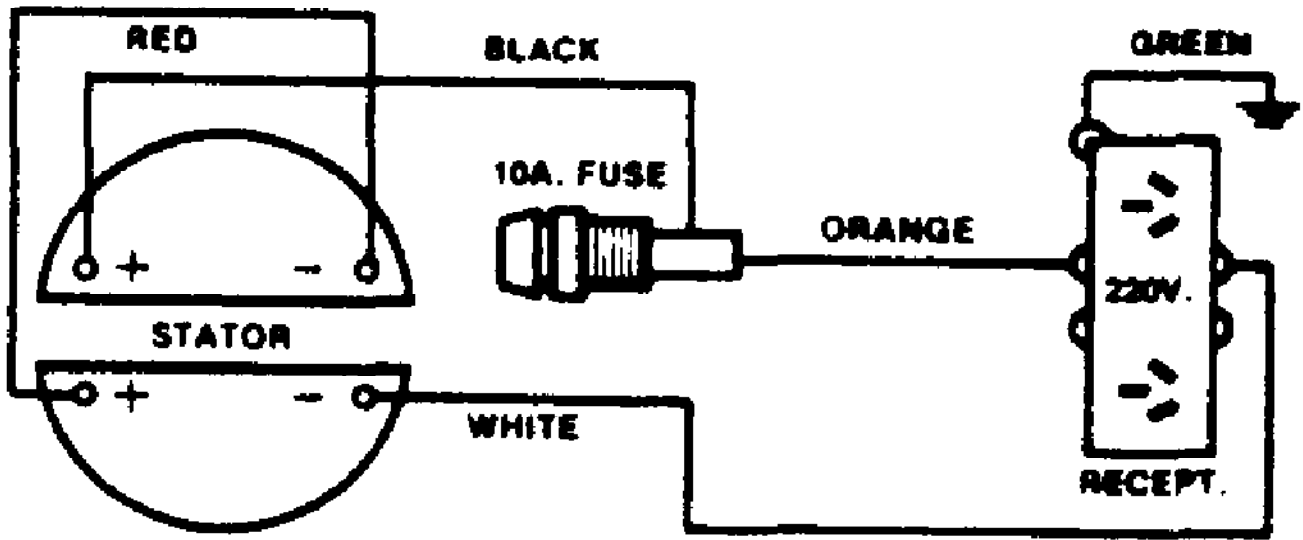 RED
BLACK
GREEN
10A. FUSE
ORANGE
+ -
220V.
STATOR
+ -
WHITE
RECEPT.